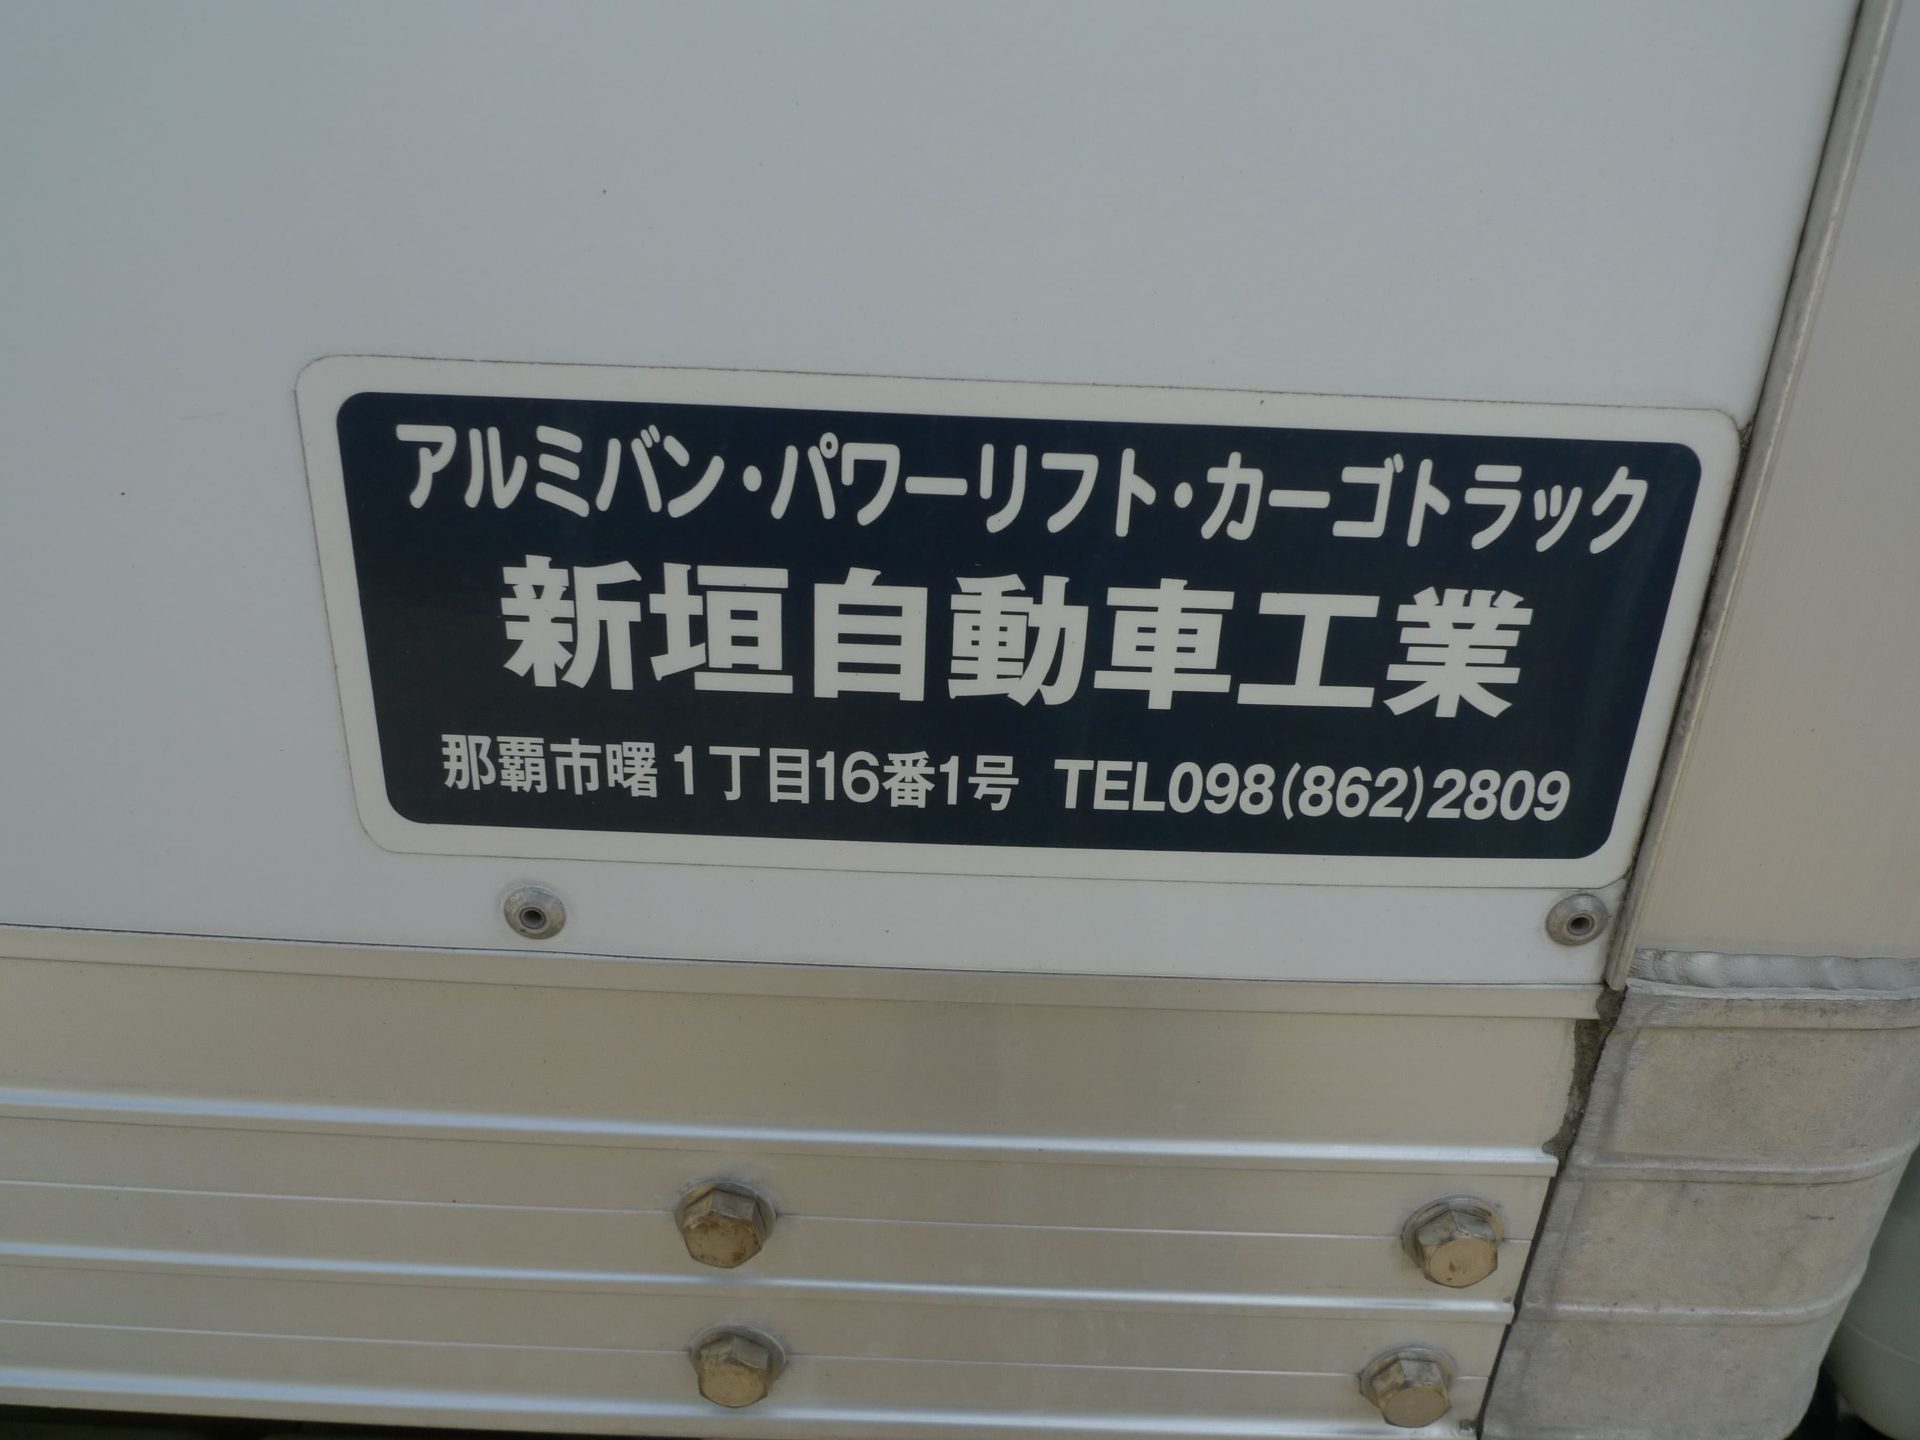 アルミバン・パワーリフト・カーゴトラック
新垣自動車工業
那覇市曙1丁目16番1号 TEL098(862)2809